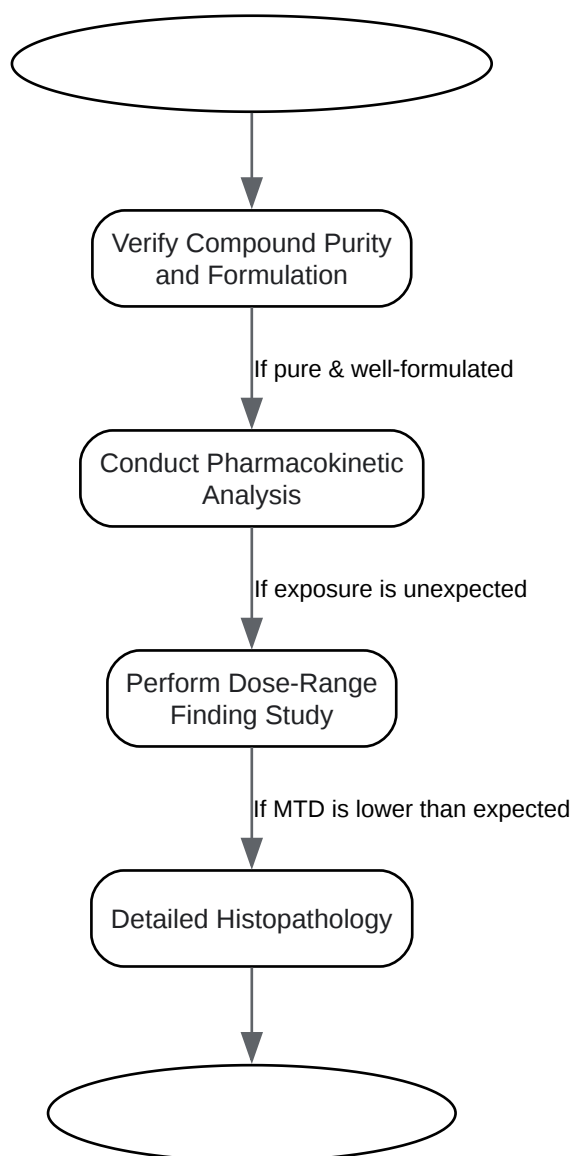 Verify Compound Purity
and Formulation
If pure & well-formulated
Conduct Pharmacokinetic
Analysis
If exposure is unexpected
Perform Dose-Range
Finding Study
If MTD is lower than expected
Detailed Histopathology